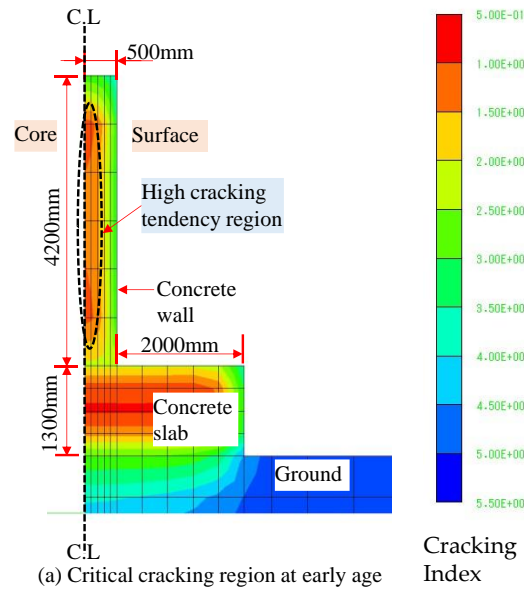 C.L
500mm
Core
Surface
High cracking
tendency region
4200mm
Concrete
wall
2000mm
1300mm
Concrete
slab
Ground
C.L
(a) Critical cracking region at early age
5.00E-01
1.00E+00
1.50E+00
2.00E+00
2.50E+00
3.00E+00
3.50E+00
4.00E+00
4.50E+00
5.00E+00
5.50E+00
Cracking
Index